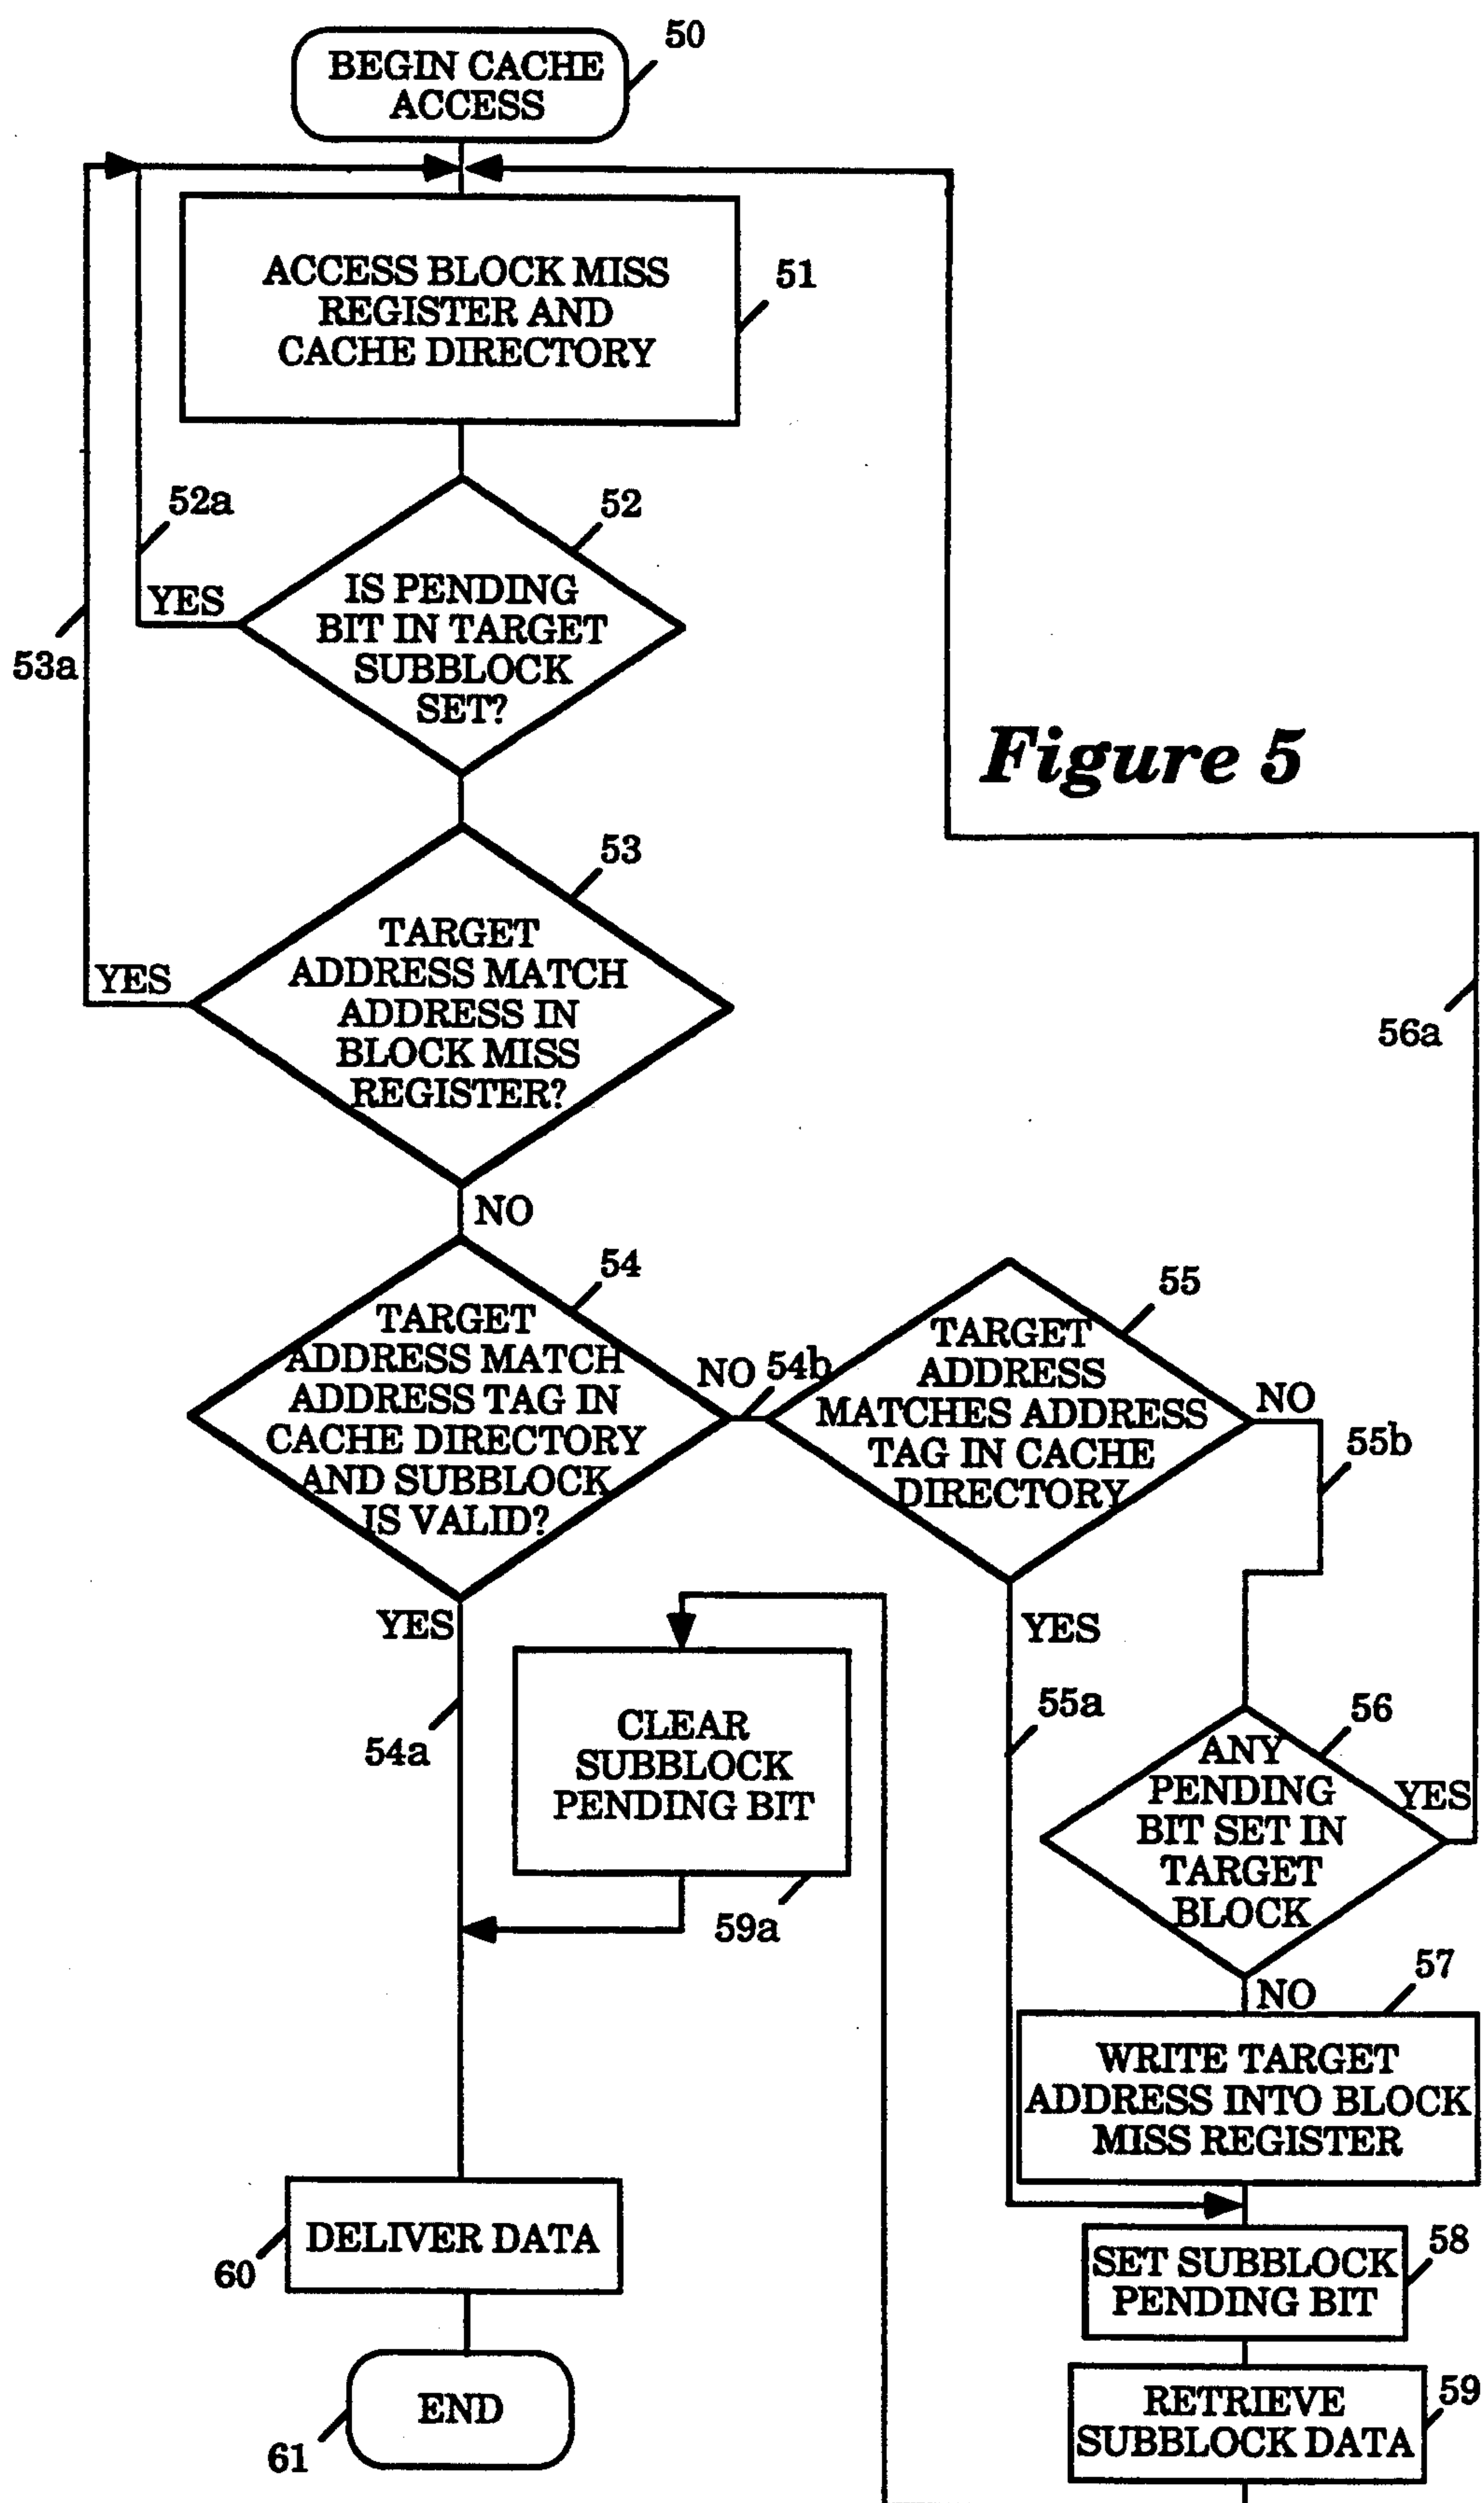 50
BEGIN CACHE
ACCESS
ACCESS BLOCK MISS
REGISTER AND
CACHE DIRECTORY
51
52a
52
YES
IS PENDING
BIT IN TARGET
SUBBLOCK
SET?
53a
Figure 5
53
YES
TARGET
ADDRESS MATCH
ADDRESS IN
BLOCK MISS
REGISTER?
56a
NO
54
TARGET
ADDRESS MATCH
ADDRESS TAG IN
CACHE DIRECTORY
AND SUBBLOCK
IS VALID?
NO 54b
55
TARGET
ADDRESS
MATCHES ADDRESS
TAG IN CACHE
DIRECTORY
NO
55b
YES
54a
CLEAR
SUBBLOCK
PENDING BIT
59a
YES
55a
56
ANY
PENDING
BIT SET IN
TARGET
BLOCK
YES
NO
57
WRITE TARGET
ADDRESS INTO BLOCK
MISS REGISTER
DELIVER DATA
60
58
SET SUBBLOCK
PENDING BIT
END
61
59
RETRIEVE
SUBBLOCK DATA